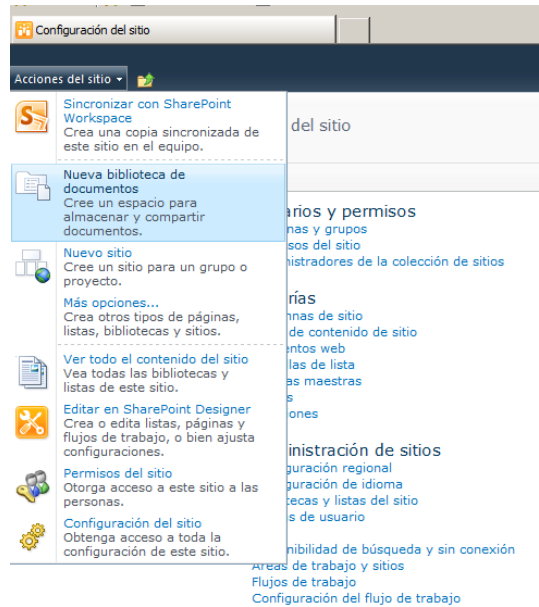 Configuración del sitio
Acciones del sitio
Sincronizar con SharePoint
Workspace
Crea una copia sincronizada de
este sitio en el equipo.
Nueva biblioteca de
documentos
Cree un espacio para
almacenar y compartir
documentos.
Nuevo sitio
Cree un sitio para un grupo o
proyecto.
Más opciones...
Crea otros tipos de páginas,
listas, bibliotecas y sitios.
Ver todo el contenido del sitio
Vea todas las bibliotecas y
listas de este sitio.
Editar en SharePoint Designer
Crea o edita listas, páginas y
flujos de trabajo, o bien ajusta
configuraciones.
Permisos del sitio
Otorga acceso a este sitio a las
personas.
Configuración del sitio
Obtenga acceso a toda la
configuración de este sitio.
del sitio
arios y permisos
nas y grupos
sos del sitio
nistradores de la colección de sitios
rías
nnas de sitio
de contenido de sitio
entos web
las de lista
as maestras
s
ones
inistración de sitios
guración regional
guración de idioma
tecas y listas del sitio
s de usuario
nibilidad de búsqueda y sin conexión
Áreas de trabajo y sitios
Flujos de trabajo
Configuración del flujo de trabajo